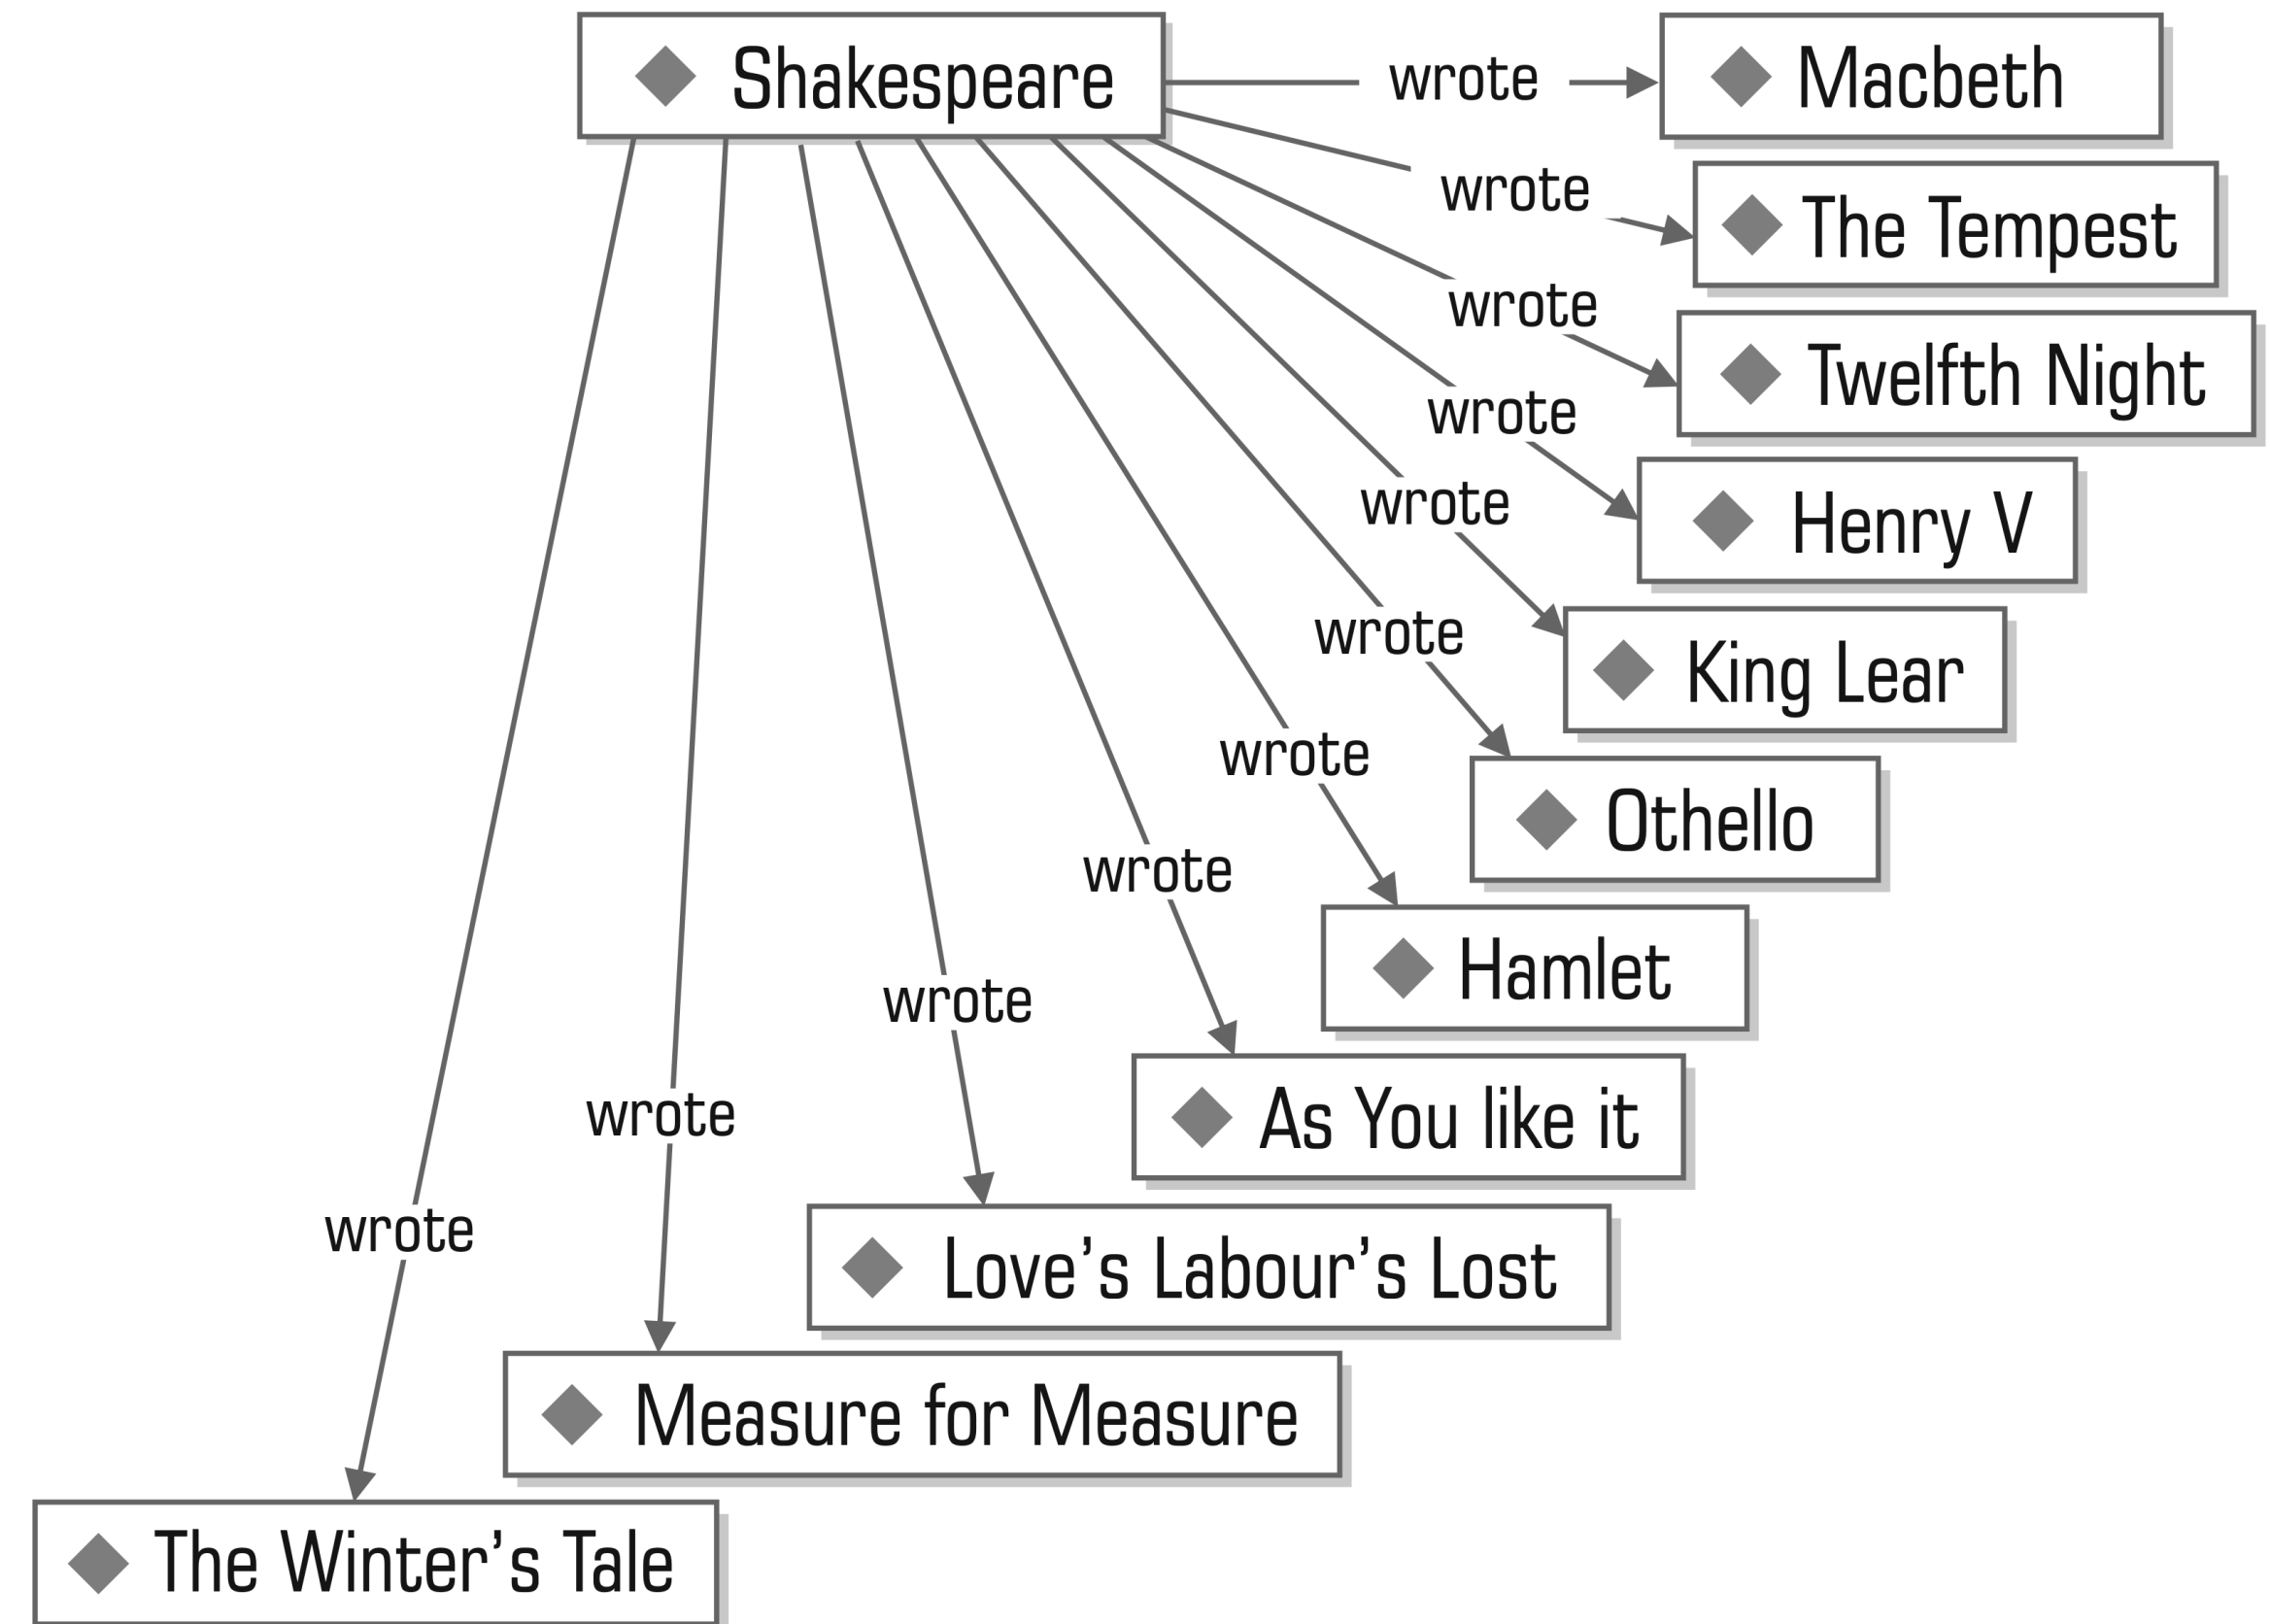 Shakespeare
wrote
Macbeth
wrote
The Tempest
wrote
Twelfth Night
wrote
Henry V
wrote
King Lear
wrote
Othello
wrote
Hamlet
wrote
As You like it
wrote
Love’s Labour’s Lost
wrote
Measure for Measure
wrote
The Winter’s Tale